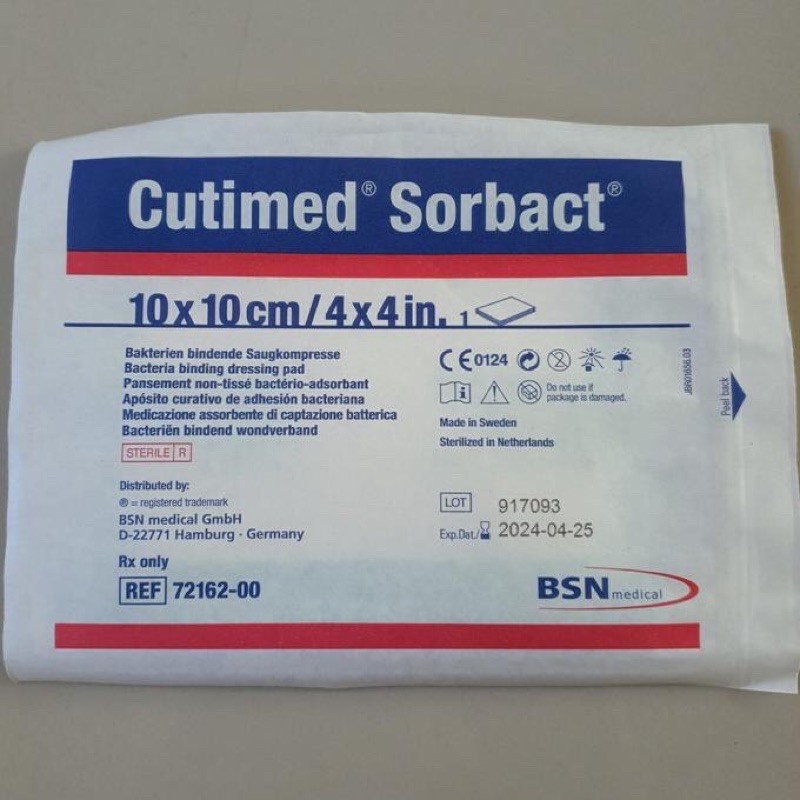 Cutimed® Sorbact®
10 x 10 cm / 4 x 4 in. 1
Bakterien bindende Saugkompresse
Bacteria binding dressing pad
Pansement non-tissé bactério-adsorbant
Apósito curativo de adhesión bacteriana
Medicazione assorbente di captazione batterica
Bacteriën bindend wondverband
STERILE R
Distributed by:
® = registered trademark
BSN medical GmbH
D-22771 Hamburg · Germany
Rx only
REF 72162-00
CE 0124
2
i
Do not use if
package is damaged.
Made in Sweden
Sterilized in Netherlands
LOT 917093
Exp.Dat./ 2024-04-25
BSN medical
Peel back